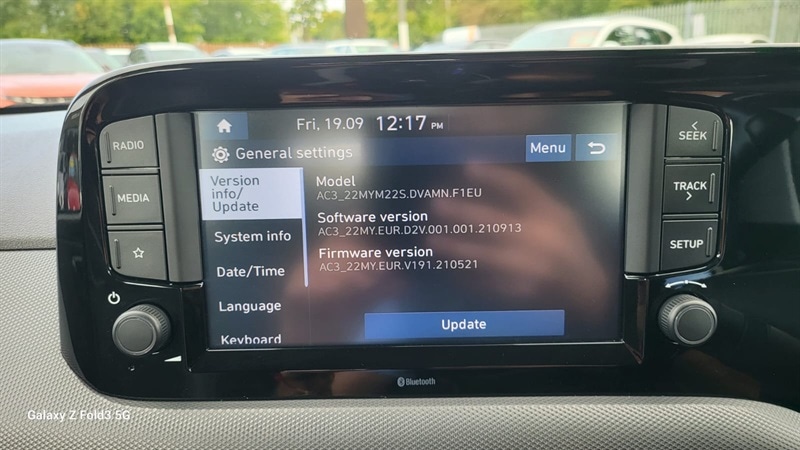 Fri, 19.09 12:17 PM
General settings
Menu
Version
info/
Update
System info
Date/Time
Language
Keyboard
Model
AC3_22MYM22S.DVAMN.F1EU
Software version
AC3_22MY.EUR.D2V.001.001.210913
Firmware version
AC3_22MY.EUR.V191.210521
Update
RADIO
MEDIA
SEEK
TRACK
SETUP
Bluetooth
Galaxy Z Fold3 5G